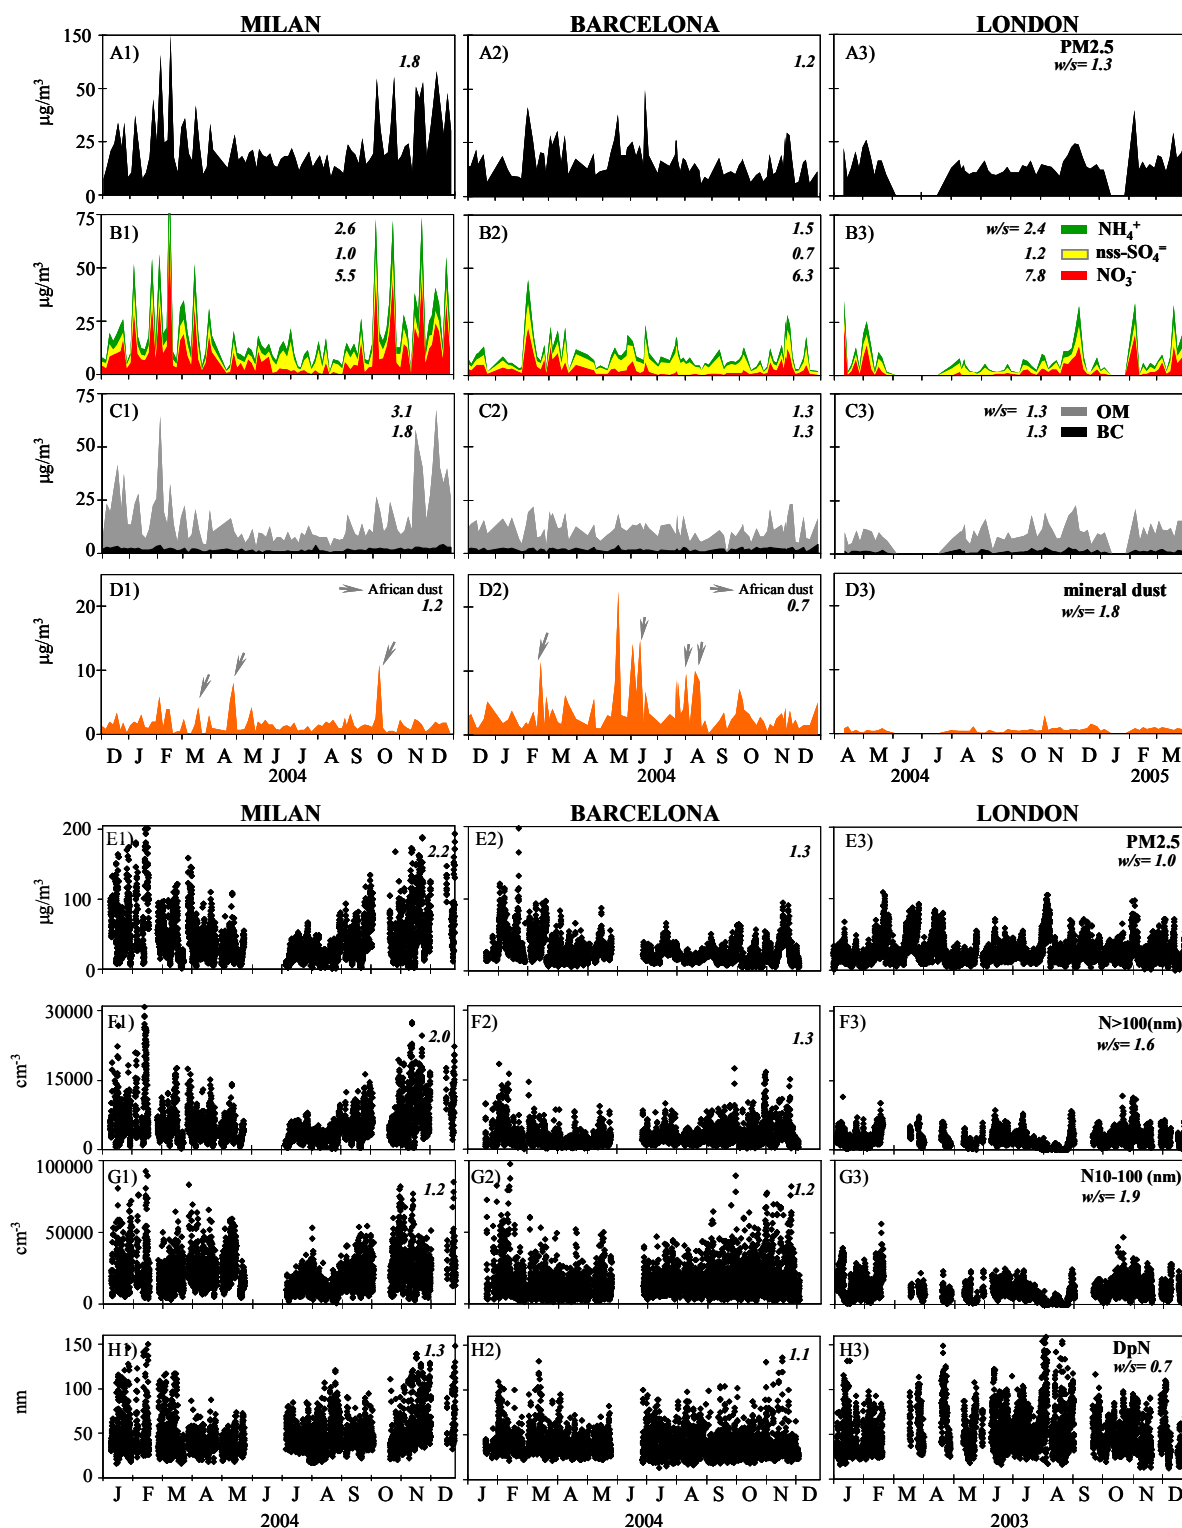 MILAN BARCELONA LONDON
150 A1) 1.8 A2) 1.2 A3) PM2.5
w/s= 1.3
µg/m³
50
25
0
75 B1) 2.6 B2) 1.5 B3) w/s= 2.4 NH₄⁺
1.0 0.7 1.2 nss-SO₄⁼
5.5 6.3 7.8 NO₃⁻
µg/m³
50
25
0
75 C1) 3.1 C2) 1.3 C3) w/s= 1.3 OM
1.8 1.3 1.3 BC
µg/m³
50
25
0
D1) African dust D2) African dust D3) mineral dust
1.2 0.7 w/s= 1.8
µg/m³
20
10
0
D J F M A M J J A S O N D D J F M A M J J A S O N D A M J J A S O N D J F M
2004 2004 2004 2005
MILAN BARCELONA LONDON
200 E1) 2.2 E2) 1.3 E3) PM2.5
w/s= 1.0
µg/m³
100
0
30000 F1) 2.0 F2) 1.3 F3) N>100(nm)
w/s= 1.6
cm⁻³
15000
0
100000 G1) 1.2 G2) 1.2 G3) N10-100 (nm)
w/s= 1.9
cm⁻³
50000
0
150 H1) 1.3 H2) 1.1 H3) DpN
w/s= 0.7
nm
100
50
0
J F M A M J J A S O N D J F M A M J J A S O N D J F M A M J J A S O N D
2004 2004 2003